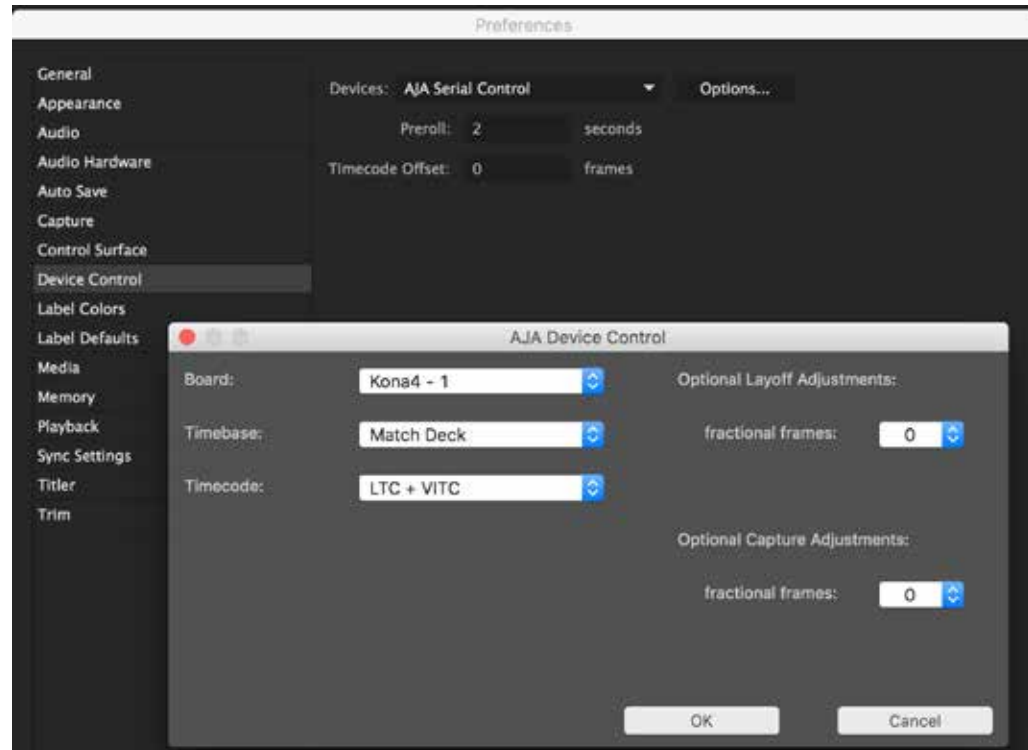 Preferences
General
Appearance
Audio
Audio Hardware
Auto Save
Capture
Control Surface
Device Control
Label Colors
Label Defaults
Media
Memory
Playback
Sync Settings
Titler
Trim
Devices: AJA Serial Control Options...
Preroll: 2 seconds
Timecode Offset: 0 frames
AJA Device Control
Board: Kona4 - 1
Timebase: Match Deck
Timecode: LTC + VITC
Optional Layoff Adjustments:
fractional frames: 0
Optional Capture Adjustments:
fractional frames: 0
OK Cancel